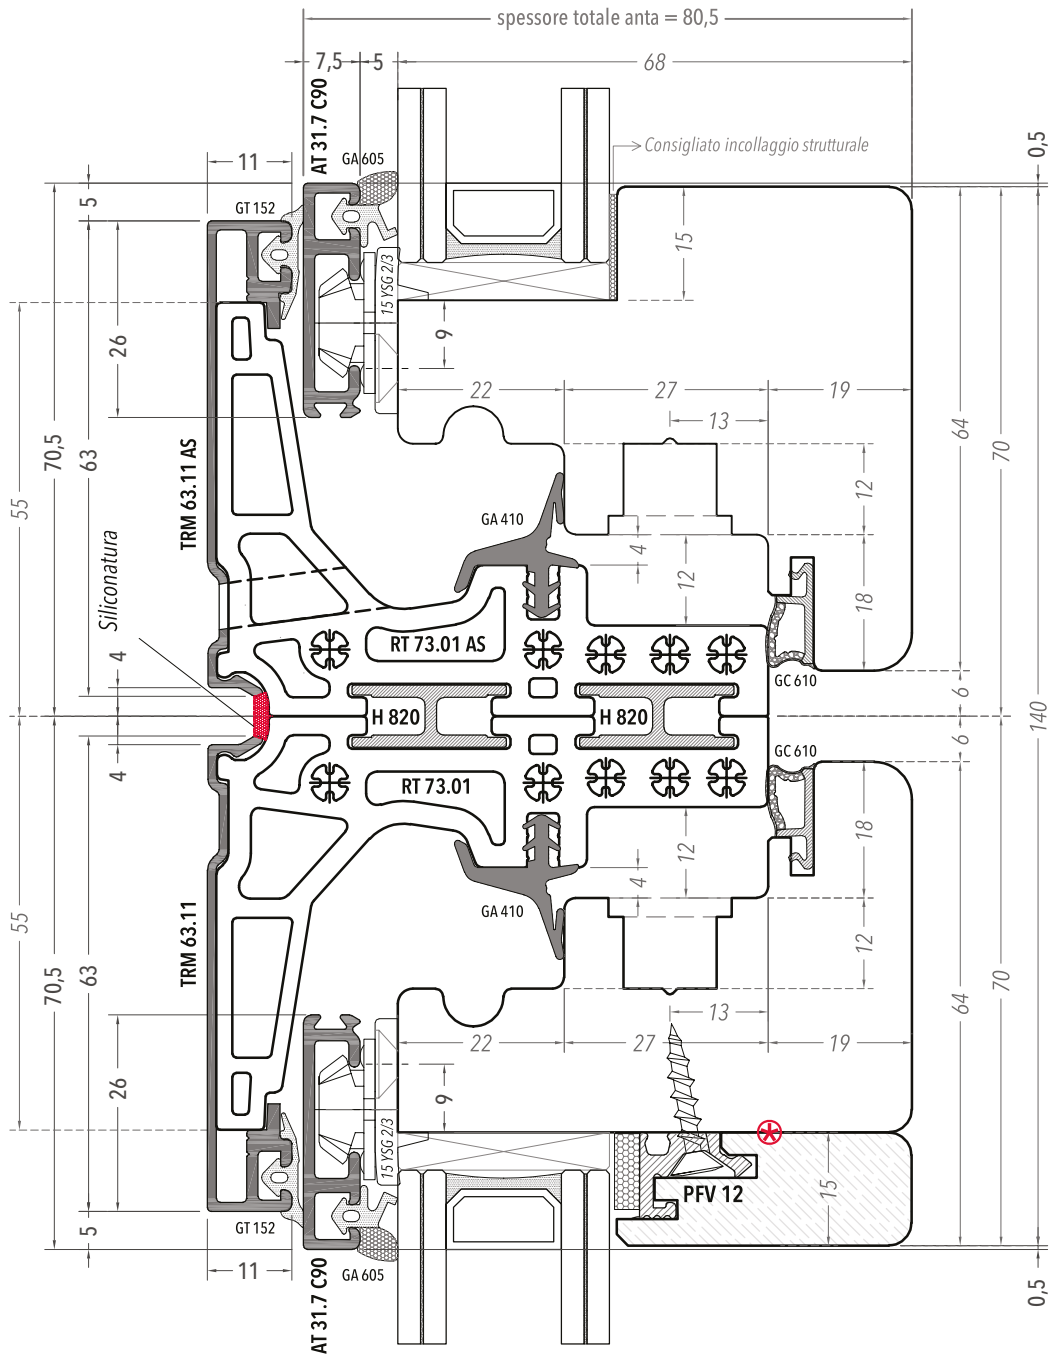 spessore totale anta = 80,5
7,5
5
68
AT 31.7 C90
GA 605
Consigliato incollaggio strutturale
0,5
11
5
GT 152
15
15 YSG 2/3
26
9
22
27
19
13
64
70
70,5
63
55
TRM 63.11 AS
GA 410
12
4
12
18
Siliconatura
RT 73.01 AS
4
GC 610
6
H 820
H 820
140
6
GC 610
4
RT 73.01
18
12
4
GA 410
12
55
TRM 63.11
70,5
63
64
70
13
22
27
19
26
9
15 YSG 2/3
PFV 12
15
5
GT 152
11
GA 605
AT 31.7 C90
0,5